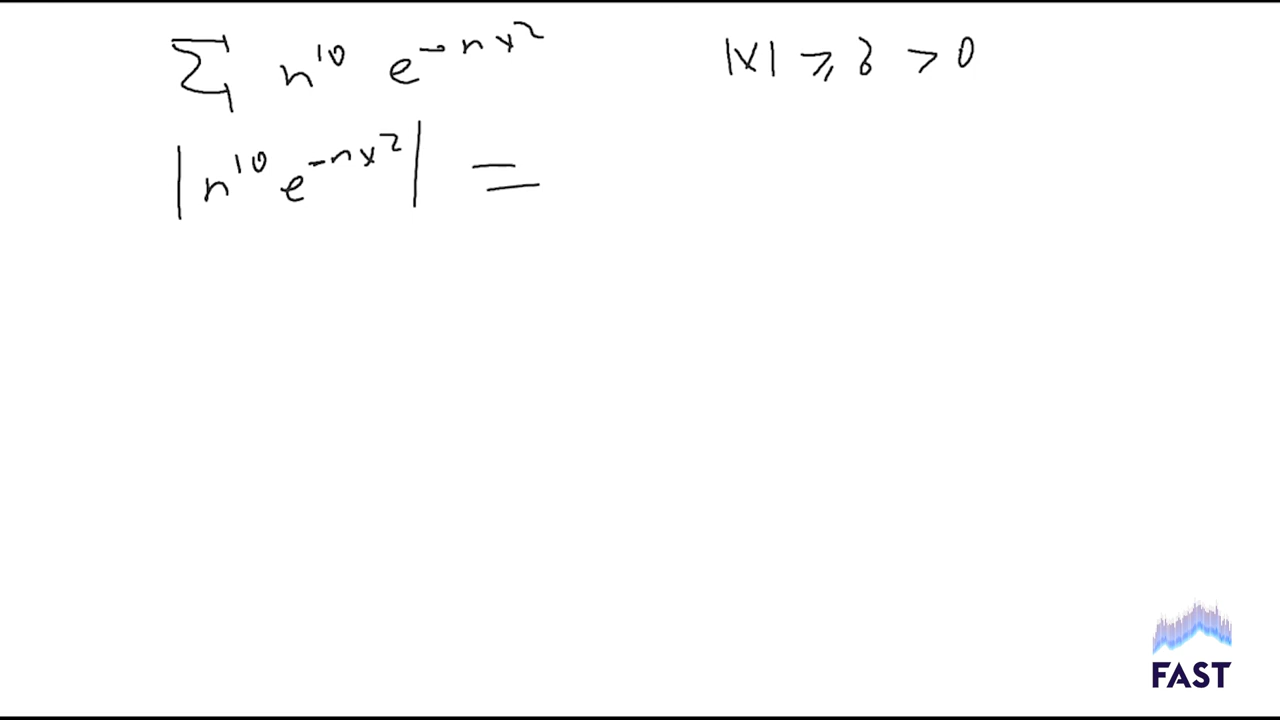 ∑ n^10 e^{-nx^2} |x| ⩾ δ > 0
|n^10 e^{-nx^2}| =
FAST